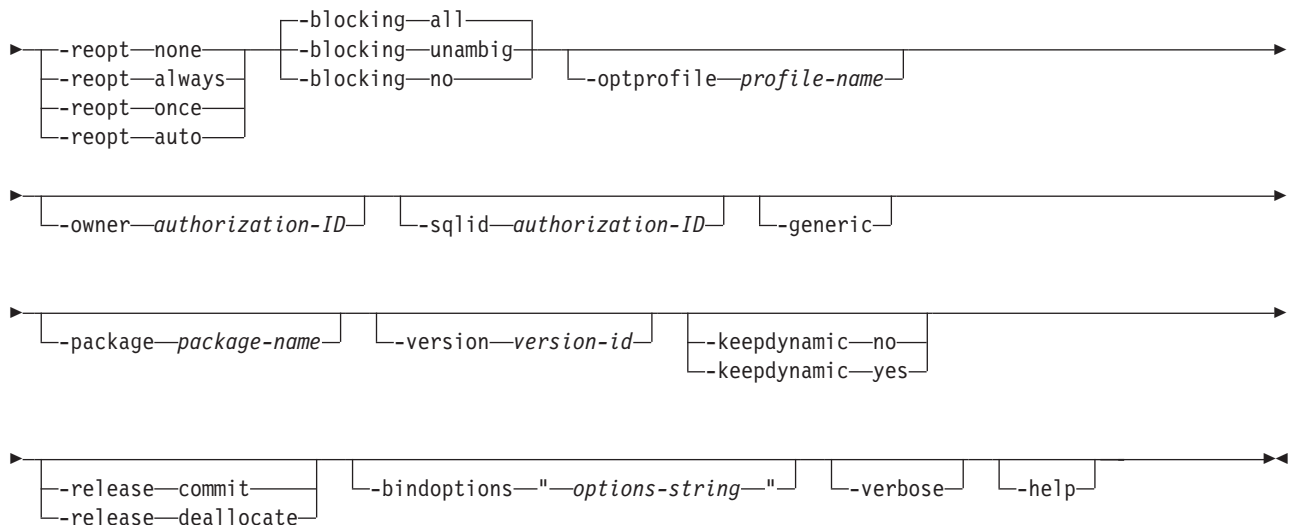 -blocking all
-reopt none -blocking unambig
-reopt always -blocking no -optprofile profile-name
-reopt once
-reopt auto
-owner authorization-ID -sqlid authorization-ID -generic
-package package-name -version version-id -keepdynamic no
-keepdynamic yes
-release commit -bindoptions " options-string " -verbose -help
-release deallocate